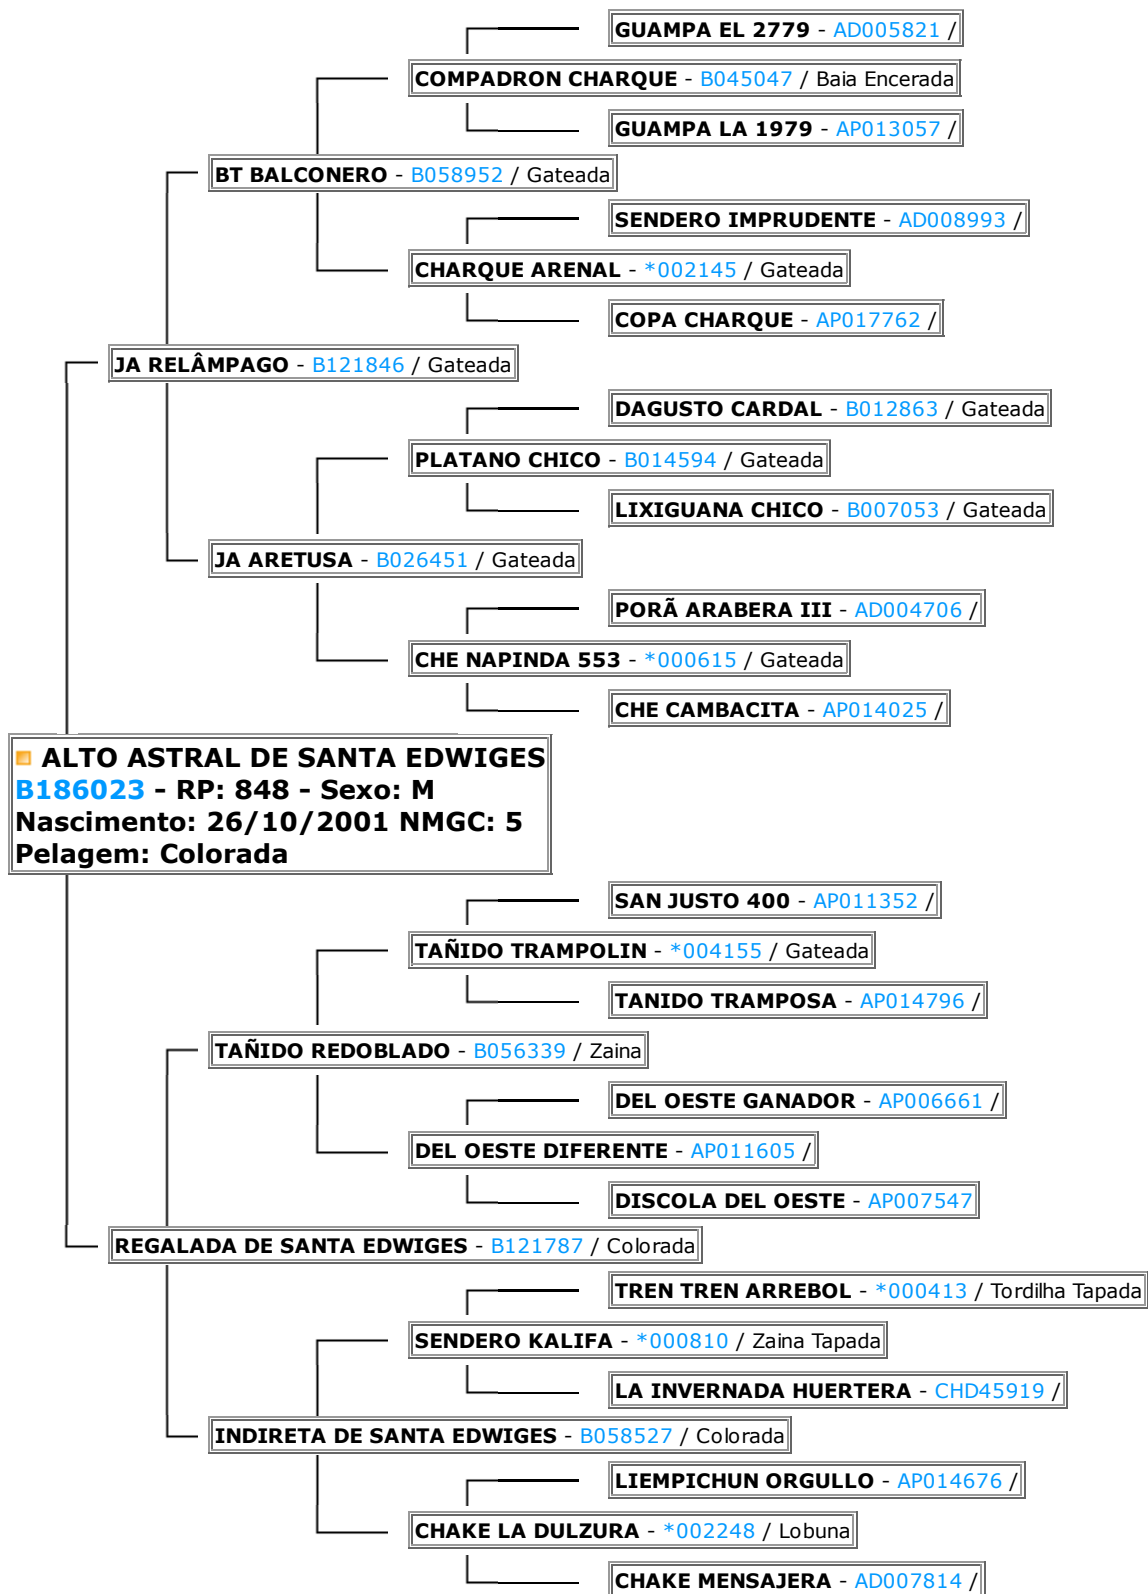 GUAMPA EL 2779 - AD005821 /
COMPADRON CHARQUE - B045047 / Baia Encerada
GUAMPA LA 1979 - AP013057 /
BT BALCONERO - B058952 / Gateada
SENDERO IMPRUDENTE - AD008993 /
CHARQUE ARENAL - *002145 / Gateada
COPA CHARQUE - AP017762 /
JA RELÂMPAGO - B121846 / Gateada
DAGUSTO CARDAL - B012863 / Gateada
PLATANO CHICO - B014594 / Gateada
LIXIGUANA CHICO - B007053 / Gateada
JA ARETUSA - B026451 / Gateada
PORÃ ARABERA III - AD004706 /
CHE NAPINDA 553 - *000615 / Gateada
CHE CAMBACITA - AP014025 /
ALTO ASTRAL DE SANTA EDWIGES
B186023 - RP: 848 - Sexo: M
Nascimento: 26/10/2001 NMGC: 5
Pelagem: Colorada
SAN JUSTO 400 - AP011352 /
TAÑIDO TRAMPOLIN - *004155 / Gateada
TANIDO TRAMPOSA - AP014796 /
TAÑIDO REDOBLADO - B056339 / Zaina
DEL OESTE GANADOR - AP006661 /
DEL OESTE DIFERENTE - AP011605 /
DISCOLA DEL OESTE - AP007547
REGALADA DE SANTA EDWIGES - B121787 / Colorada
TREN TREN ARREBOL - *000413 / Tordilha Tapada
SENDERO KALIFA - *000810 / Zaina Tapada
LA INVERNADA HUERTERA - CHD45919 /
INDIRETA DE SANTA EDWIGES - B058527 / Colorada
LIEMPICHUN ORGULLO - AP014676 /
CHAKE LA DULZURA - *002248 / Lobuna
CHAKE MENSAJERA - AD007814 /